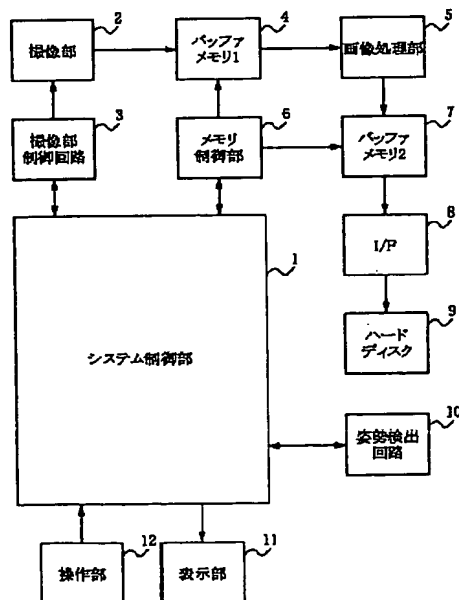 2
撮像部
4
バッファ
メモリ1
5
画像処理部
3
撮像部
制御回路
6
メモリ
制御部
7
バッファ
メモリ2
8
I/F
1
システム制御部
9
ハード
ディスク
10
姿勢検出
回路
12
操作部
11
表示部